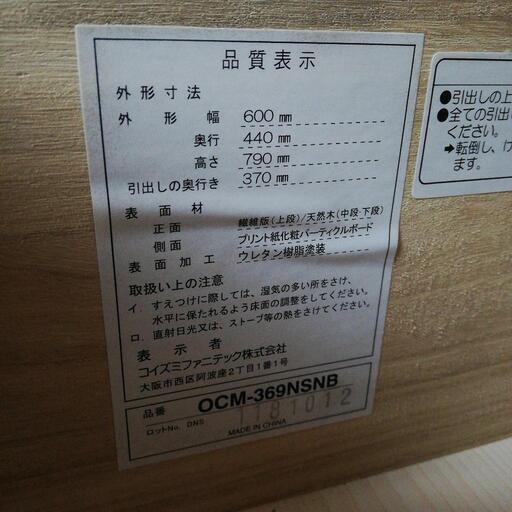 品質表示
外形寸法
外形 幅 600㎜
奥行 440㎜
高さ 790㎜
引出しの奥行き 370㎜
表面材
正面 繊維版(上段)/天然木(中段・下段)
側面 プリント紙化粧パーティクルボード
表面加工 ウレタン樹脂塗装
取扱い上の注意
イ．すえつけに際しては、湿気の多い所をさけ、
水平に保たれるよう床面の調整をしてください。
ロ．直射日光又は、ストーブ等の熱をさけてください。
表示者
コイズミファニテック株式会社
大阪市西区阿波座2丁目1番1号
品番 OCM-369NSNB
ロットNo. DNS 1181012
MADE IN CHINA
●引出しの上
●全ての引出し
ください。
➡転倒し、け
ます。